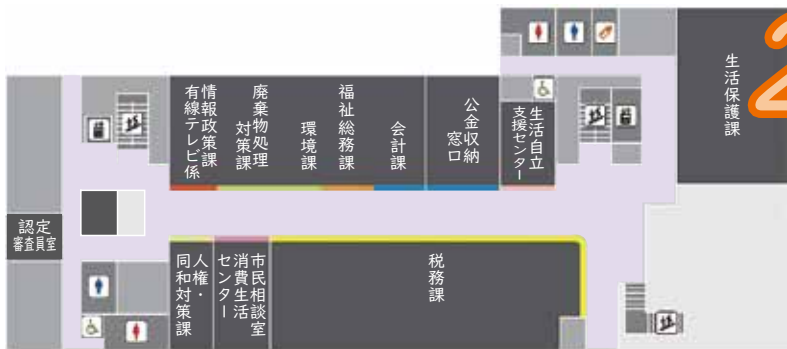 2
生活保護課
情報政策課
有線テレビ係
廃棄物処理
対策課
環境課
福祉総務課
会計課
公金収納
窓口
生活自立
支援センター
認定
審査員室
人権・
同和対策課
市民相談室
消費生活
センター
税務課